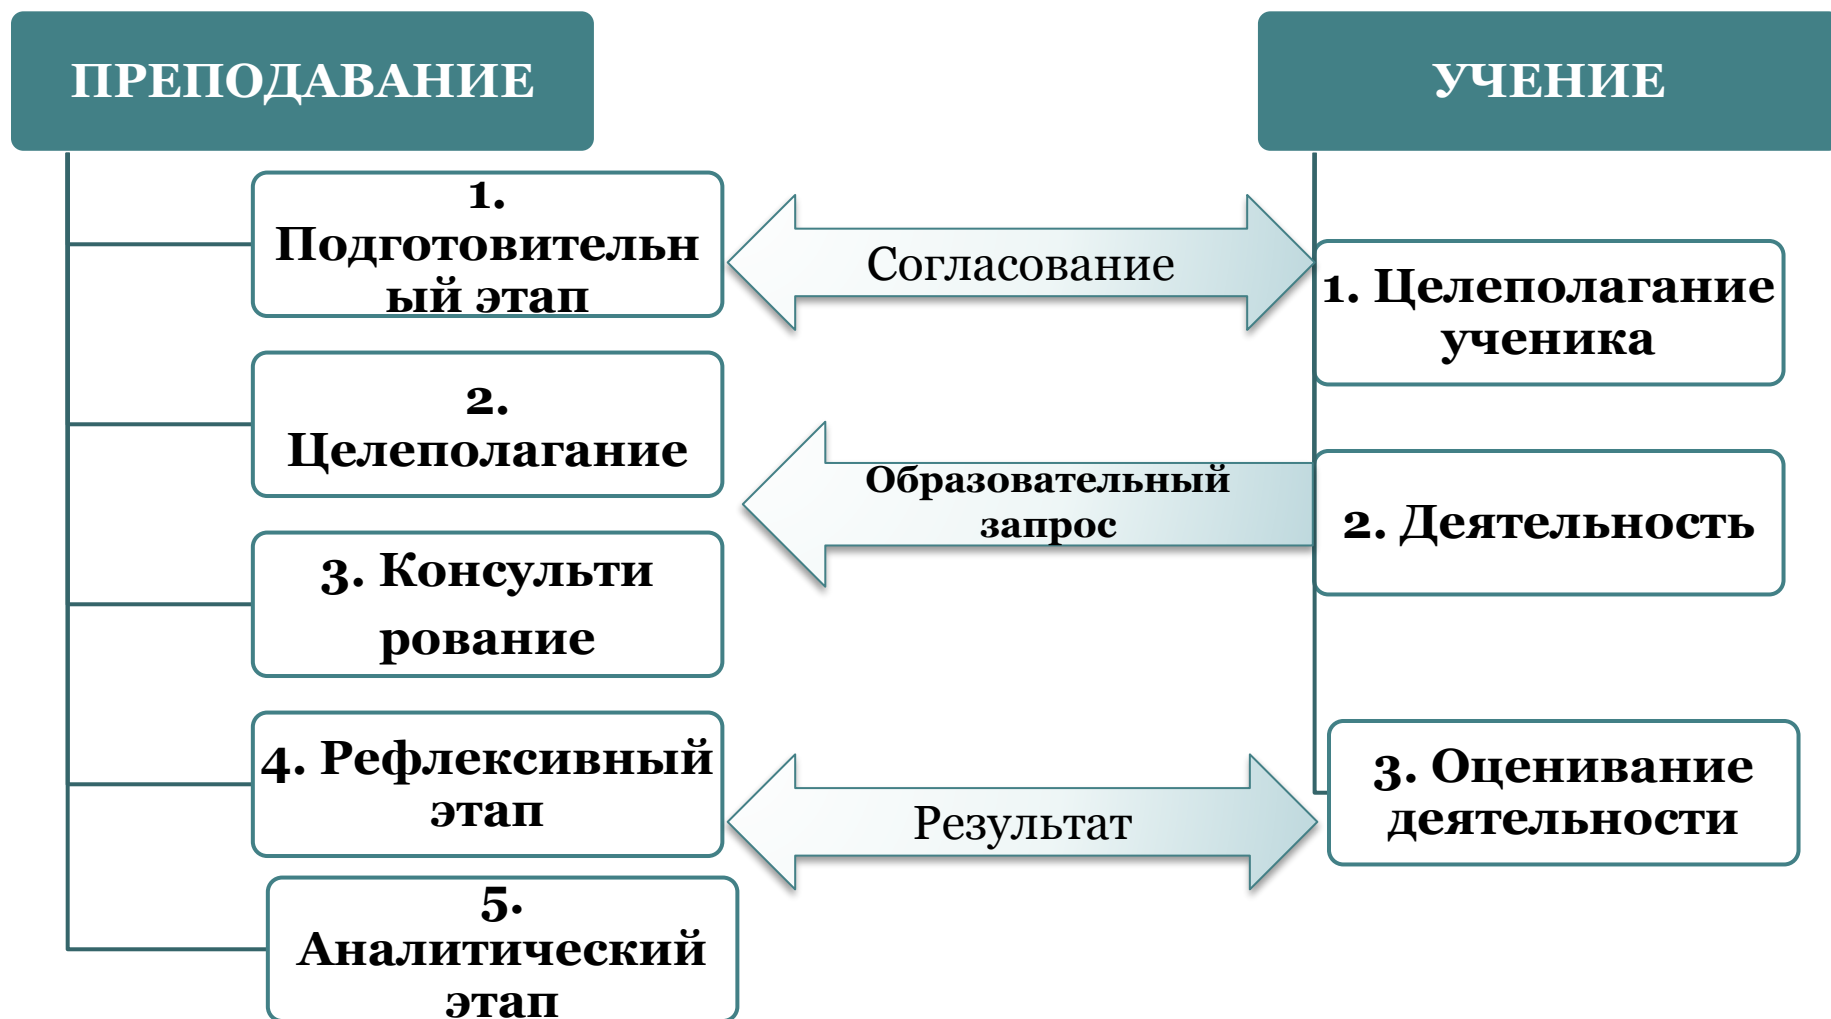 ПРЕПОДАВАНИЕ
1.
Подготовительн
ый этап
2.
Целеполагание
3. Консульти
рование
4. Рефлексивный
этап
5.
Аналитический
этап
Согласование
Образовательный
запрос
Результат
УЧЕНИЕ
1. Целеполагание
ученика
2. Деятельность
3. Оценивание
деятельности